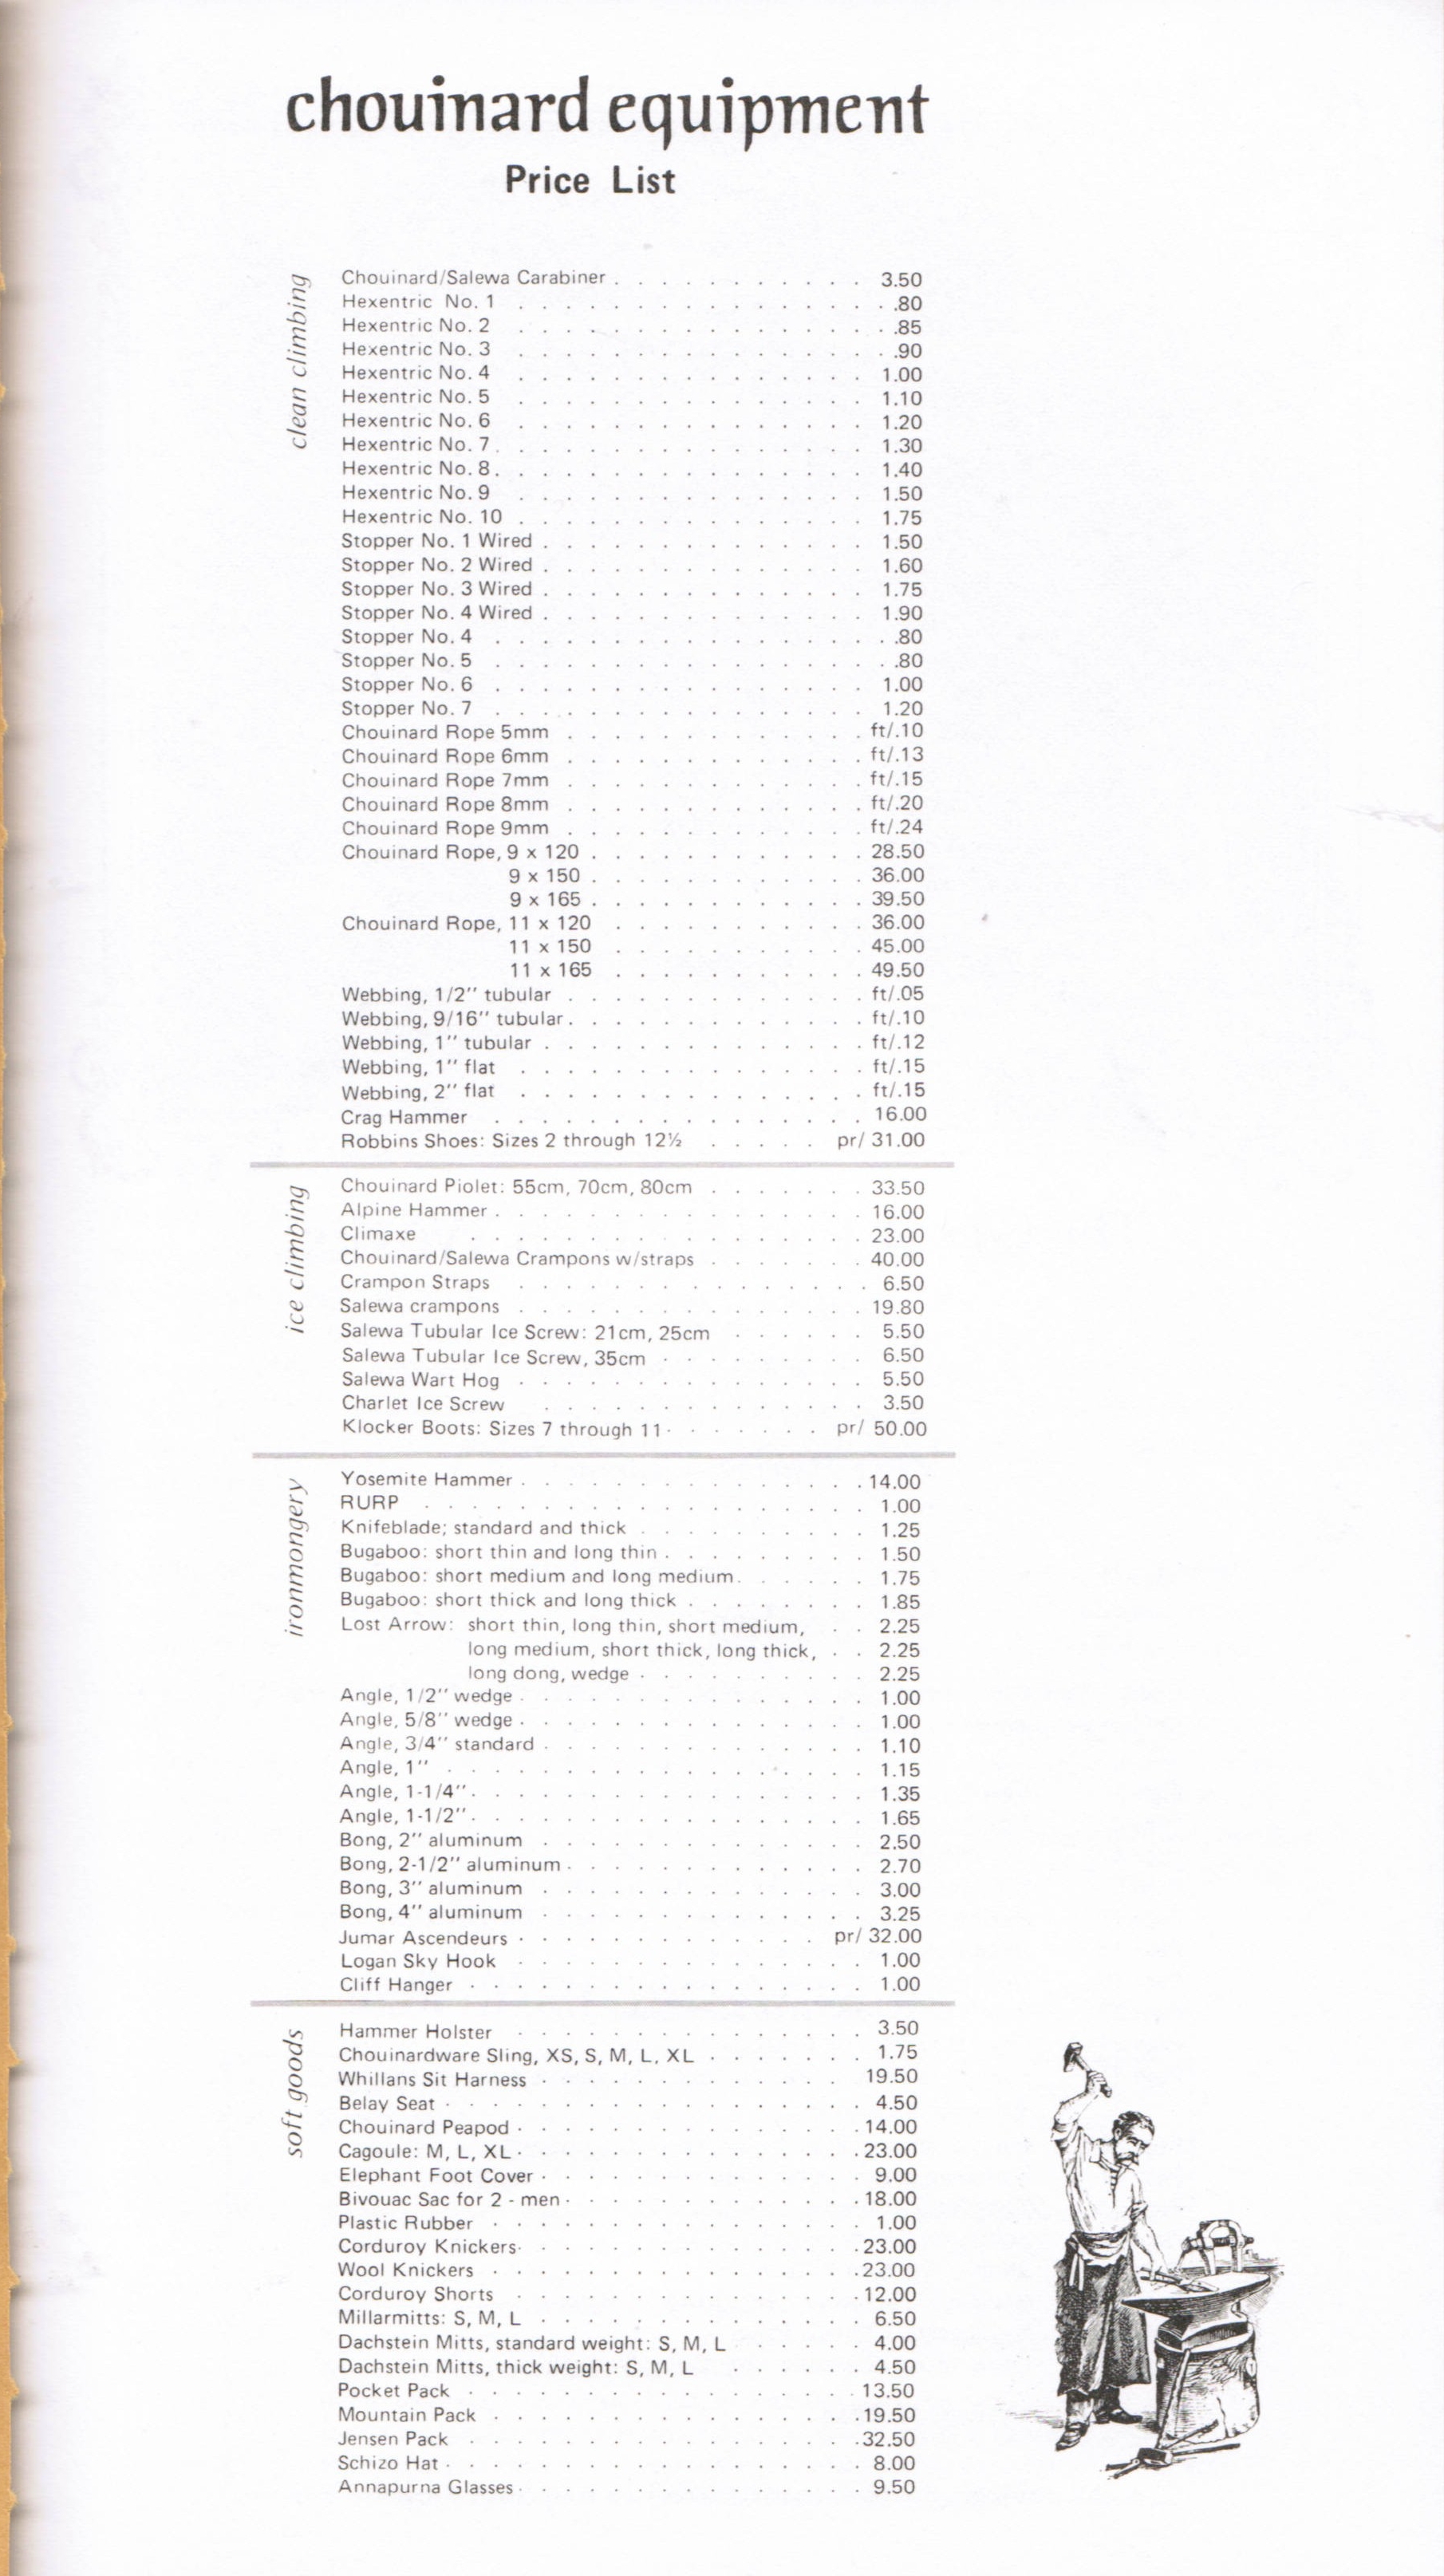 chouinard equipment
Price List
clean climbing
Chouinard/Salewa Carabiner . . . . . . . . . . . 3.50
Hexentric No. 1 . . . . . . . . . . . . . . . . .80
Hexentric No. 2 . . . . . . . . . . . . . . . . .85
Hexentric No. 3 . . . . . . . . . . . . . . . . .90
Hexentric No. 4 . . . . . . . . . . . . . . . 1.00
Hexentric No. 5 . . . . . . . . . . . . . . . 1.10
Hexentric No. 6 . . . . . . . . . . . . . . . 1.20
Hexentric No. 7 . . . . . . . . . . . . . . . . 1.30
Hexentric No. 8 . . . . . . . . . . . . . . . . 1.40
Hexentric No. 9 . . . . . . . . . . . . . . . 1.50
Hexentric No. 10 . . . . . . . . . . . . . . . 1.75
Stopper No. 1 Wired . . . . . . . . . . . . . . 1.50
Stopper No. 2 Wired . . . . . . . . . . . . . . 1.60
Stopper No. 3 Wired . . . . . . . . . . . . . . 1.75
Stopper No. 4 Wired . . . . . . . . . . . . . . 1.90
Stopper No. 4 . . . . . . . . . . . . . . . . . .80
Stopper No. 5 . . . . . . . . . . . . . . . . . .80
Stopper No. 6 . . . . . . . . . . . . . . . . 1.00
Stopper No. 7 . . . . . . . . . . . . . . . . 1.20
Chouinard Rope 5mm . . . . . . . . . . . . . ft/.10
Chouinard Rope 6mm . . . . . . . . . . . . . ft/.13
Chouinard Rope 7mm . . . . . . . . . . . . . ft/.15
Chouinard Rope 8mm . . . . . . . . . . . . . ft/.20
Chouinard Rope 9mm . . . . . . . . . . . . . ft/.24
Chouinard Rope, 9 x 120 . . . . . . . . . . . . 28.50
9 x 150 . . . . . . . . . . . . 36.00
9 x 165 . . . . . . . . . . . . 39.50
Chouinard Rope, 11 x 120 . . . . . . . . . . . 36.00
11 x 150 . . . . . . . . . . . 45.00
11 x 165 . . . . . . . . . . . 49.50
Webbing, 1/2" tubular . . . . . . . . . . . . . ft/.05
Webbing, 9/16" tubular . . . . . . . . . . . . . ft/.10
Webbing, 1" tubular . . . . . . . . . . . . . . ft/.12
Webbing, 1" flat . . . . . . . . . . . . . . . ft/.15
Webbing, 2" flat . . . . . . . . . . . . . . . ft/.15
Crag Hammer . . . . . . . . . . . . . . . . 16.00
Robbins Shoes: Sizes 2 through 12½ . . . . . pr/ 31.00
ice climbing
Chouinard Piolet: 55cm, 70cm, 80cm . . . . . . . 33.50
Alpine Hammer . . . . . . . . . . . . . . . . 16.00
Climaxe . . . . . . . . . . . . . . . . . 23.00
Chouinard/Salewa Crampons w/straps . . . . . . . 40.00
Crampon Straps . . . . . . . . . . . . . . . 6.50
Salewa crampons . . . . . . . . . . . . . . . 19.80
Salewa Tubular Ice Screw: 21cm, 25cm . . . . . . 5.50
Salewa Tubular Ice Screw, 35cm . . . . . . . . . 6.50
Salewa Wart Hog . . . . . . . . . . . . . . . 5.50
Charlet Ice Screw . . . . . . . . . . . . . . 3.50
Klocker Boots: Sizes 7 through 11 . . . . . . . pr/ 50.00
ironmongery
Yosemite Hammer . . . . . . . . . . . . . . . 14.00
RURP . . . . . . . . . . . . . . . . . . . 1.00
Knifeblade; standard and thick . . . . . . . . . . 1.25
Bugaboo: short thin and long thin . . . . . . . . . 1.50
Bugaboo: short medium and long medium . . . . . . 1.75
Bugaboo: short thick and long thick . . . . . . . . 1.85
Lost Arrow: short thin, long thin, short medium, . . 2.25
long medium, short thick, long thick, . . 2.25
long dong, wedge . . . . . . . . . . 2.25
Angle, 1/2" wedge . . . . . . . . . . . . . . . 1.00
Angle, 5/8" wedge . . . . . . . . . . . . . . . 1.00
Angle, 3/4" standard . . . . . . . . . . . . . . 1.10
Angle, 1" . . . . . . . . . . . . . . . . . . 1.15
Angle, 1-1/4" . . . . . . . . . . . . . . . . . 1.35
Angle, 1-1/2" . . . . . . . . . . . . . . . . . 1.65
Bong, 2" aluminum . . . . . . . . . . . . . . 2.50
Bong, 2-1/2" aluminum . . . . . . . . . . . . . 2.70
Bong, 3" aluminum . . . . . . . . . . . . . . 3.00
Bong, 4" aluminum . . . . . . . . . . . . . . 3.25
Jumar Ascendeurs . . . . . . . . . . . . . pr/ 32.00
Logan Sky Hook . . . . . . . . . . . . . . . 1.00
Cliff Hanger . . . . . . . . . . . . . . . . . 1.00
soft goods
Hammer Holster . . . . . . . . . . . . . . . 3.50
Chouinardware Sling, XS, S, M, L, XL . . . . . . . 1.75
Whillans Sit Harness . . . . . . . . . . . . . 19.50
Belay Seat . . . . . . . . . . . . . . . . . . 4.50
Chouinard Peapod . . . . . . . . . . . . . . . 14.00
Cagoule: M, L, XL . . . . . . . . . . . . . . . 23.00
Elephant Foot Cover . . . . . . . . . . . . . . 9.00
Bivouac Sac for 2 - men . . . . . . . . . . . . . 18.00
Plastic Rubber . . . . . . . . . . . . . . . . 1.00
Corduroy Knickers . . . . . . . . . . . . . . . 23.00
Wool Knickers . . . . . . . . . . . . . . . . 23.00
Corduroy Shorts . . . . . . . . . . . . . . . 12.00
Millarmitts: S, M, L . . . . . . . . . . . . . . 6.50
Dachstein Mitts, standard weight: S, M, L . . . . . . 4.00
Dachstein Mitts, thick weight: S, M, L . . . . . . 4.50
Pocket Pack . . . . . . . . . . . . . . . . . 13.50
Mountain Pack . . . . . . . . . . . . . . . . 19.50
Jensen Pack . . . . . . . . . . . . . . . . . 32.50
Schizo Hat . . . . . . . . . . . . . . . . . . 8.00
Annapurna Glasses . . . . . . . . . . . . . . . 9.50